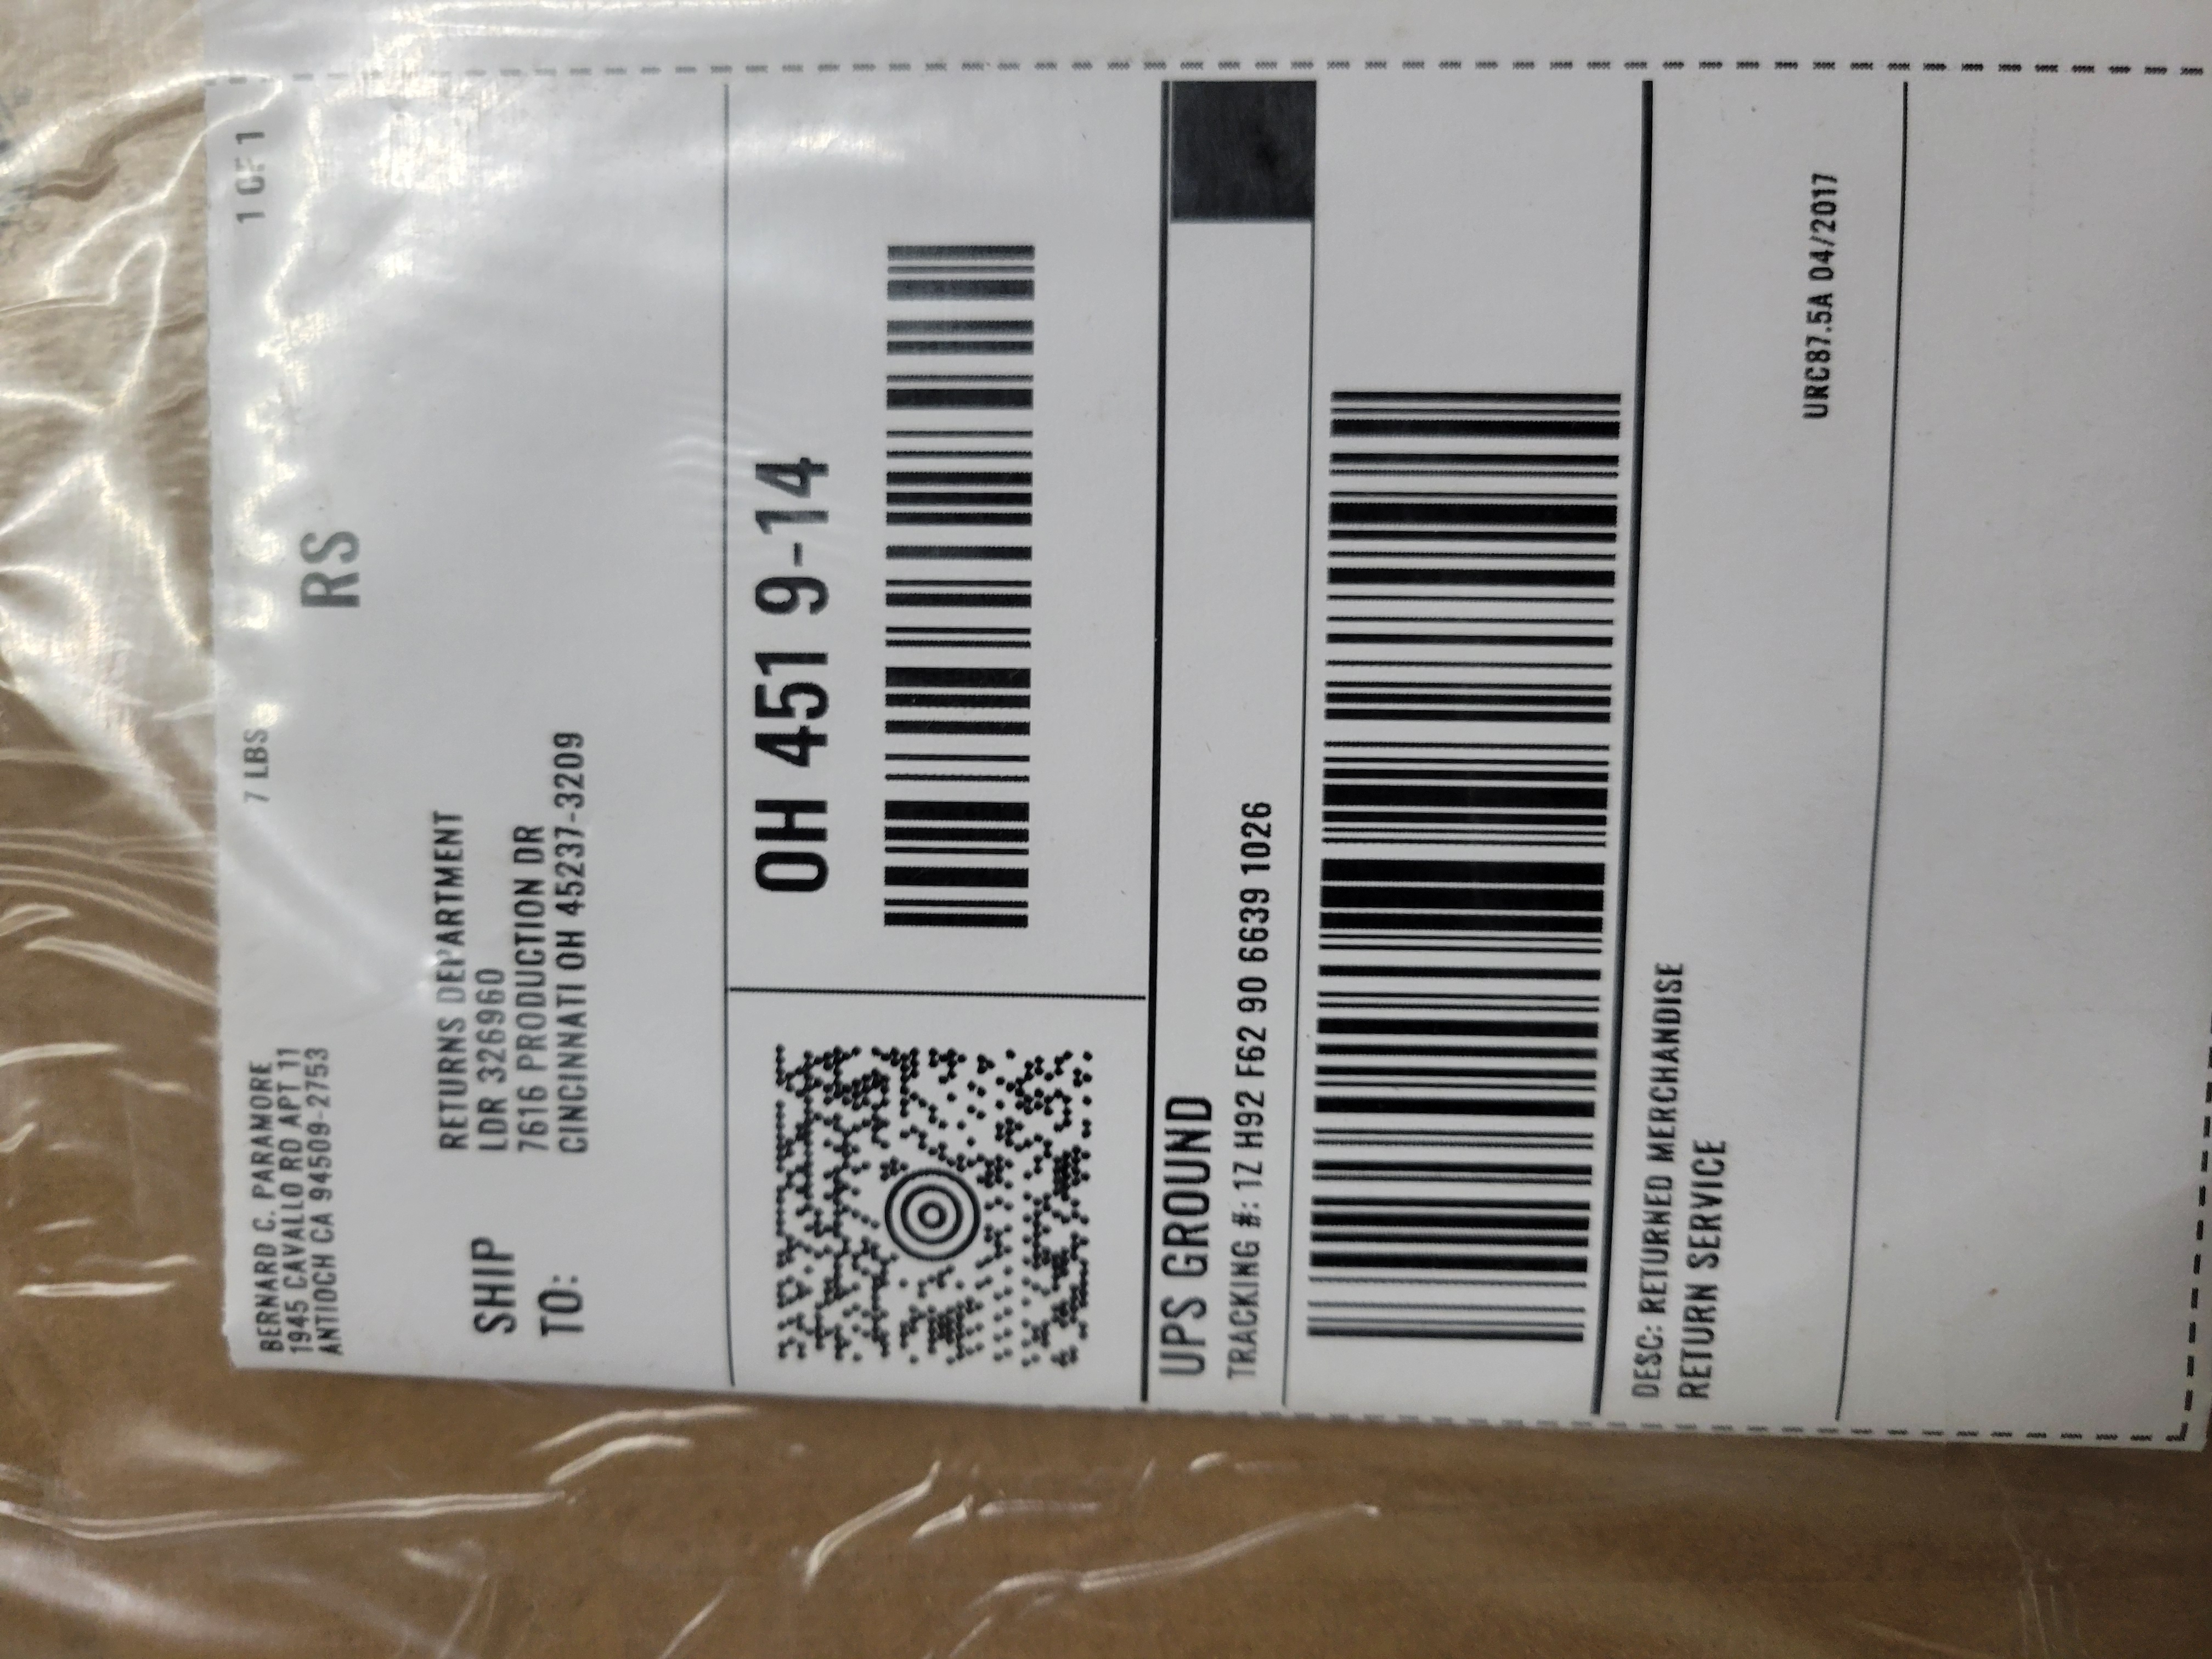 BERNARD C. PARAMORE
1945 CAVALLO RD APT 11
ANTIOCH CA 94509-2753
7 LBS
1 OF 1
RS
SHIP
TO:
RETURNS DEPARTMENT
LDR 326960
7616 PRODUCTION DR
CINCINNATI OH 45237-3209
OH 451 9-14
UPS GROUND
TRACKING #: 1Z H92 F62 90 6639 1026
DESC: RETURNED MERCHANDISE
RETURN SERVICE
URC87.5A 04/2017